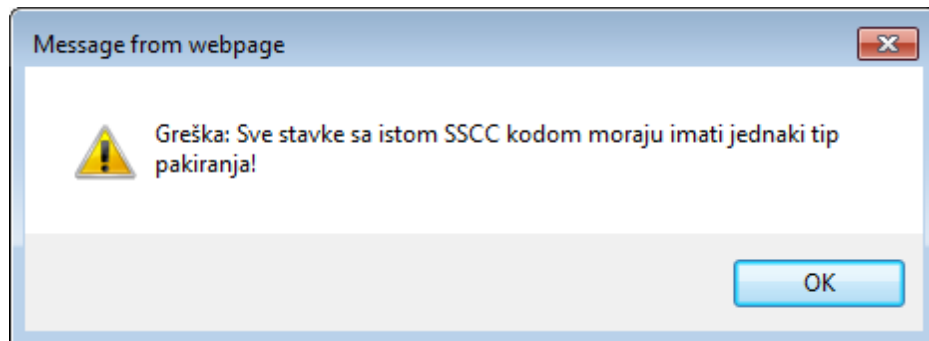 Message from webpage
Greška: Sve stavke sa istom SSCC kodom moraju imati jednaki tip
pakiranja!
OK